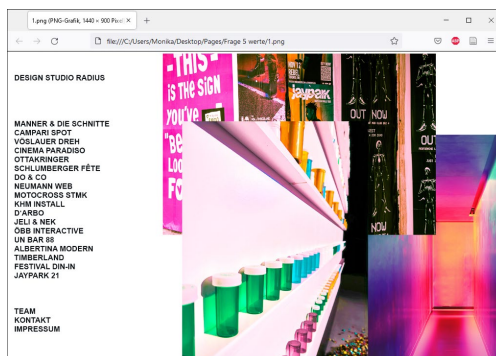 1.png (PNG-Grafik, 1440 × 900 Pixel
file:///C:/Users/Monika/Desktop/Pages/Frage 5 werte/1.png
DESIGN STUDIO RADIUS
MANNER & DIE SCHNITTE
CAMPARI SPOT
VÖSLAUER DREH
CINEMA PARADISO
OTTAKRINGER
SCHLUMBERGER FÊTE
DO & CO
NEUMANN WEB
MOTOCROSS STMK
KHM INSTALL
D'ARBO
JELI & NEK
ÖBB INTERACTIVE
UN BAR 88
ALBERTINA MODERN
TIMBERLAND
FESTIVAL DIN-IN
JAYPARK 21
TEAM
KONTAKT
IMPRESSUM
-THIS-
iS THE SiGN
YOU'VE
jaypaik
OUT NOW
NOW